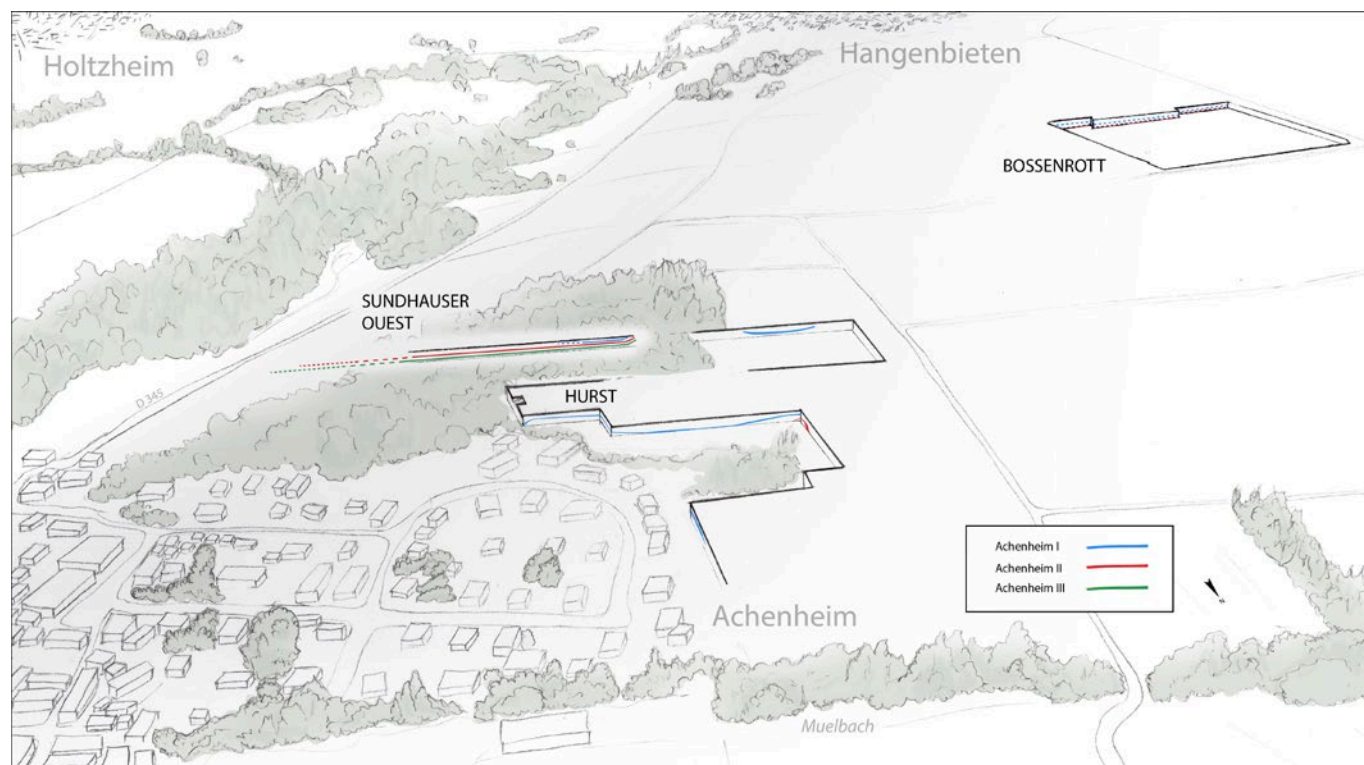 Holtzheim
Hangenbieten
BOSSENROTT
SUNDHAUSER
OUEST
D 345
HURST
Achenheim I
Achenheim II
Achenheim III
Achenheim
Muelbach